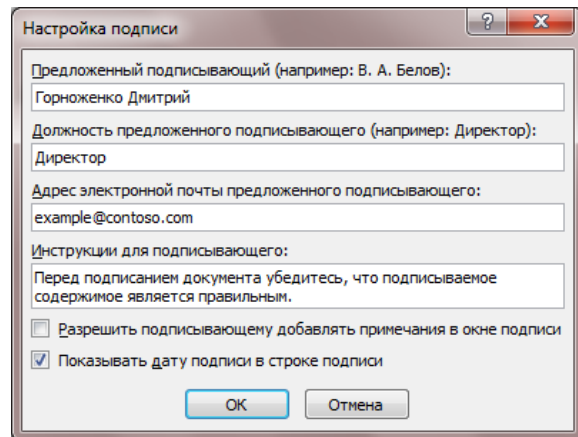 Настройка подписи
Предложенный подписывающий (например: В. А. Белов):
Горноженко Дмитрий
Должность предложенного подписывающего (например: Директор):
Директор
Адрес электронной почты предложенного подписывающего:
example@contoso.com
Инструкции для подписывающего:
Перед подписанием документа убедитесь, что подписываемое
содержимое является правильным.
Разрешить подписывающему добавлять примечания в окне подписи
Показывать дату подписи в строке подписи
ОК
Отмена